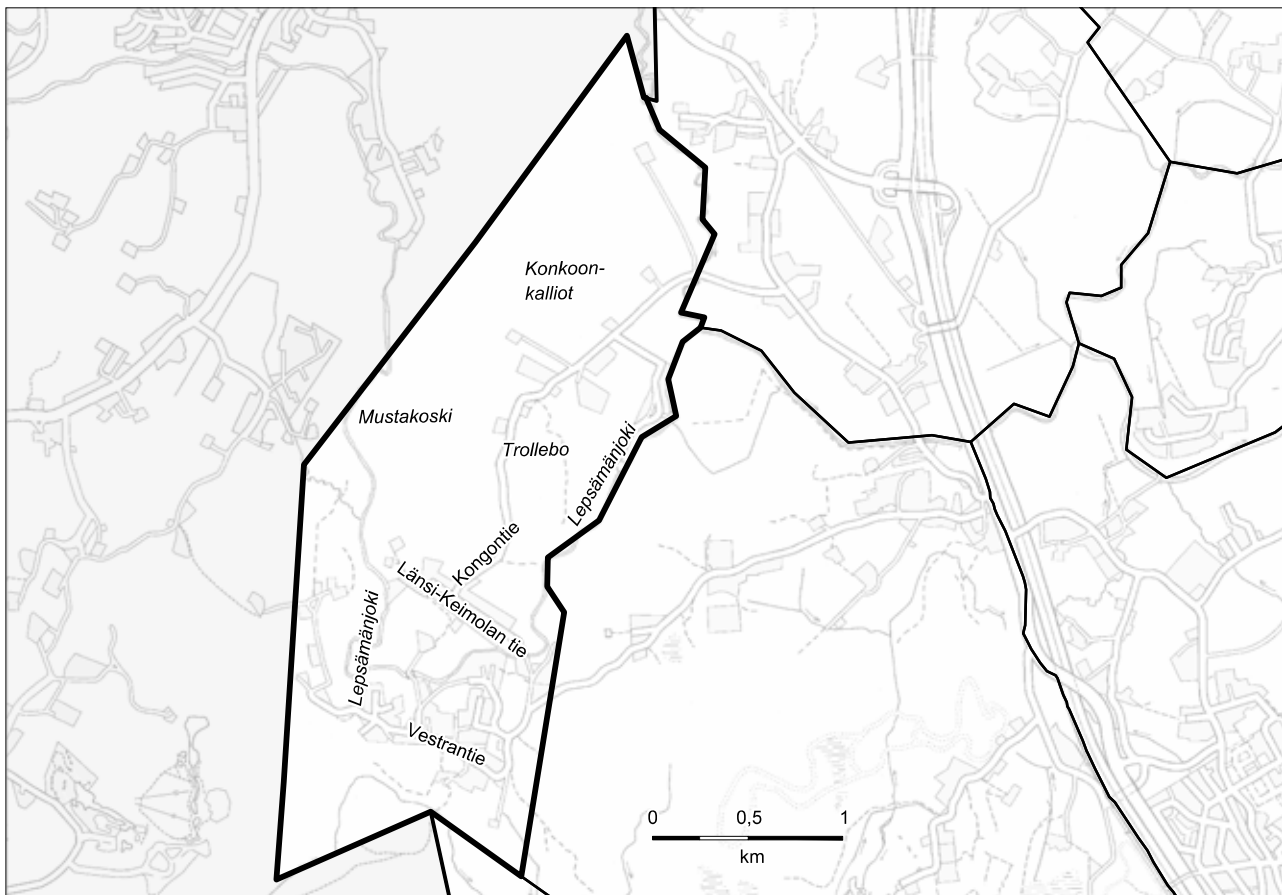 Konkoon-
kalliot
Mustakoski
Trollebo
Lepsämänjoki
Kongontie
Länsi-Keimolan tie
Lepsämänjoki
Vestrantie
0 0,5 1
km